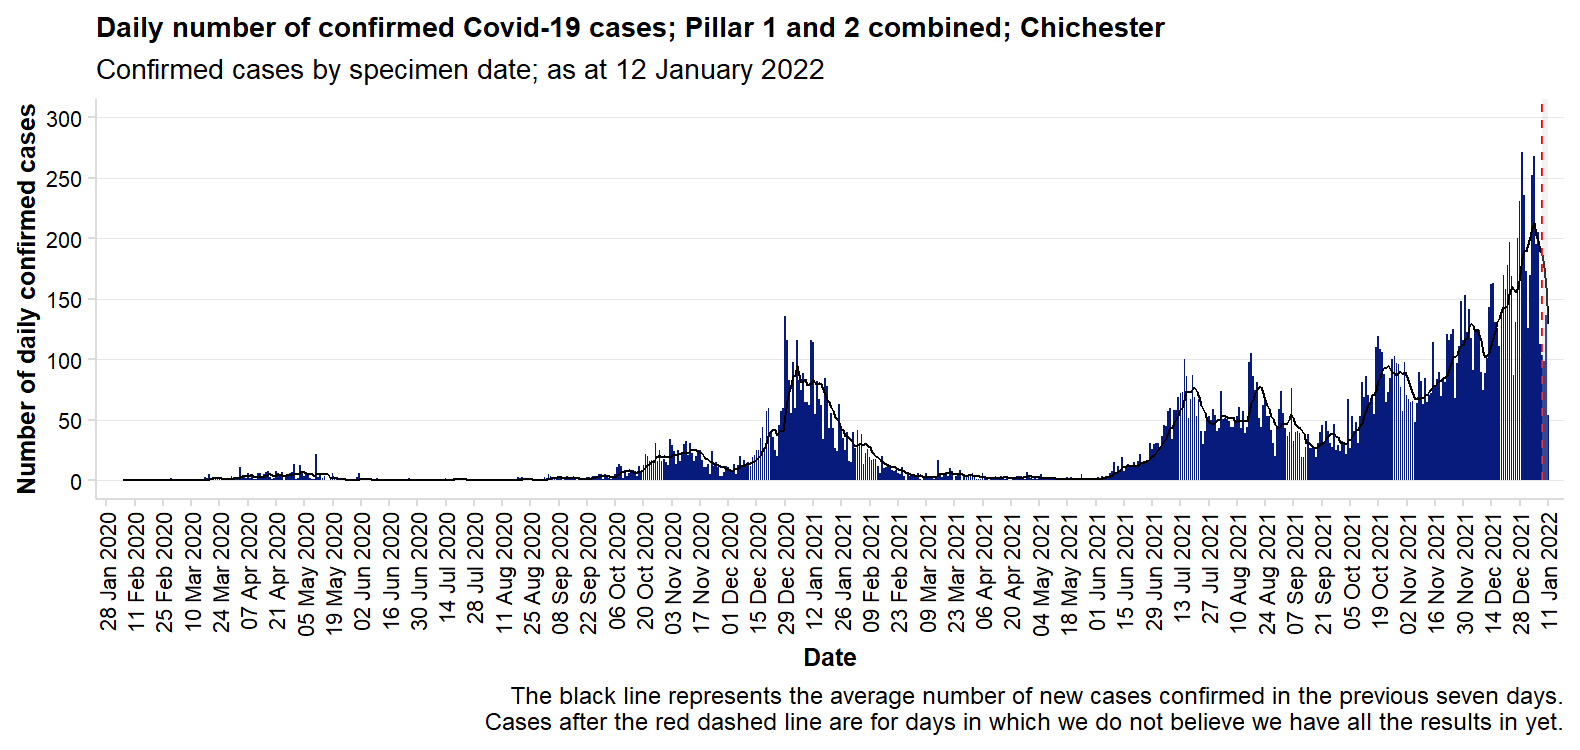 Daily number of confirmed Covid-19 cases; Pillar 1 and 2 combined; Chichester
Confirmed cases by specimen date; as at 12 January 2022
Number of daily confirmed cases
300
250
200
150
100
50
0
28 Jan 2020
11 Feb 2020
25 Feb 2020
10 Mar 2020
24 Mar 2020
07 Apr 2020
21 Apr 2020
05 May 2020
19 May 2020
02 Jun 2020
16 Jun 2020
30 Jun 2020
14 Jul 2020
28 Jul 2020
11 Aug 2020
25 Aug 2020
08 Sep 2020
22 Sep 2020
06 Oct 2020
20 Oct 2020
03 Nov 2020
17 Nov 2020
01 Dec 2020
15 Dec 2020
29 Dec 2020
12 Jan 2021
26 Jan 2021
09 Feb 2021
23 Feb 2021
09 Mar 2021
23 Mar 2021
06 Apr 2021
20 Apr 2021
04 May 2021
18 May 2021
01 Jun 2021
15 Jun 2021
29 Jun 2021
13 Jul 2021
27 Jul 2021
10 Aug 2021
24 Aug 2021
07 Sep 2021
21 Sep 2021
05 Oct 2021
19 Oct 2021
02 Nov 2021
16 Nov 2021
30 Nov 2021
14 Dec 2021
28 Dec 2021
11 Jan 2022
Date
The black line represents the average number of new cases confirmed in the previous seven days.
Cases after the red dashed line are for days in which we do not believe we have all the results in yet.